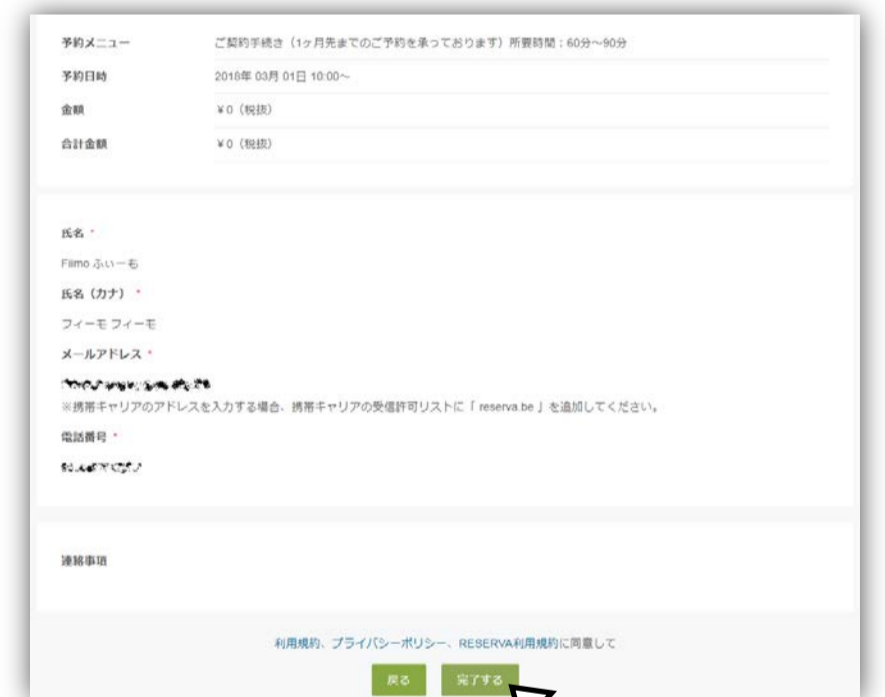 予約メニュー ご契約手続き（1ヶ月先までのご予約を承っております）所要時間：60分～90分
予約日時 2018年 03月 01日 10:00～
金額 ￥0（税抜）
合計金額 ￥0（税抜）
氏名 *
Fiimo ふぃーも
氏名（カナ） *
フィーモ フィーモ
メールアドレス *
※携帯キャリアのアドレスを入力する場合、携帯キャリアの受信許可リストに「 reserva.be 」を追加してください。
電話番号 *
連絡事項
利用規約、プライバシーポリシー、RESERVA利用規約に同意して
戻る 完了する